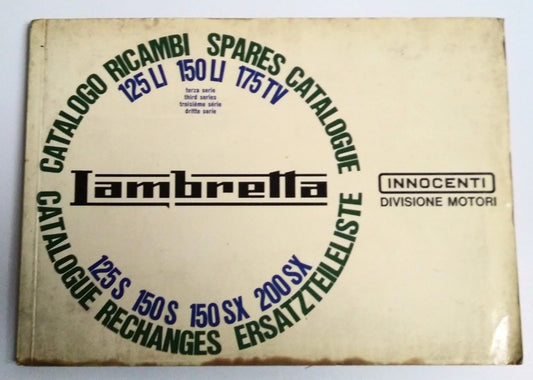 CATALOGO RICAMBI SPARES CATALOGUE
125 LI 150 LI 175 TV
terza serie
third series
troisième série
dritte serie
Lambretta
INNOCENTI
DIVISIONE MOTORI
125 S 150 S 150 SX 200 SX
CATALOGUE RECHANGES ERSATZTEILELISTE